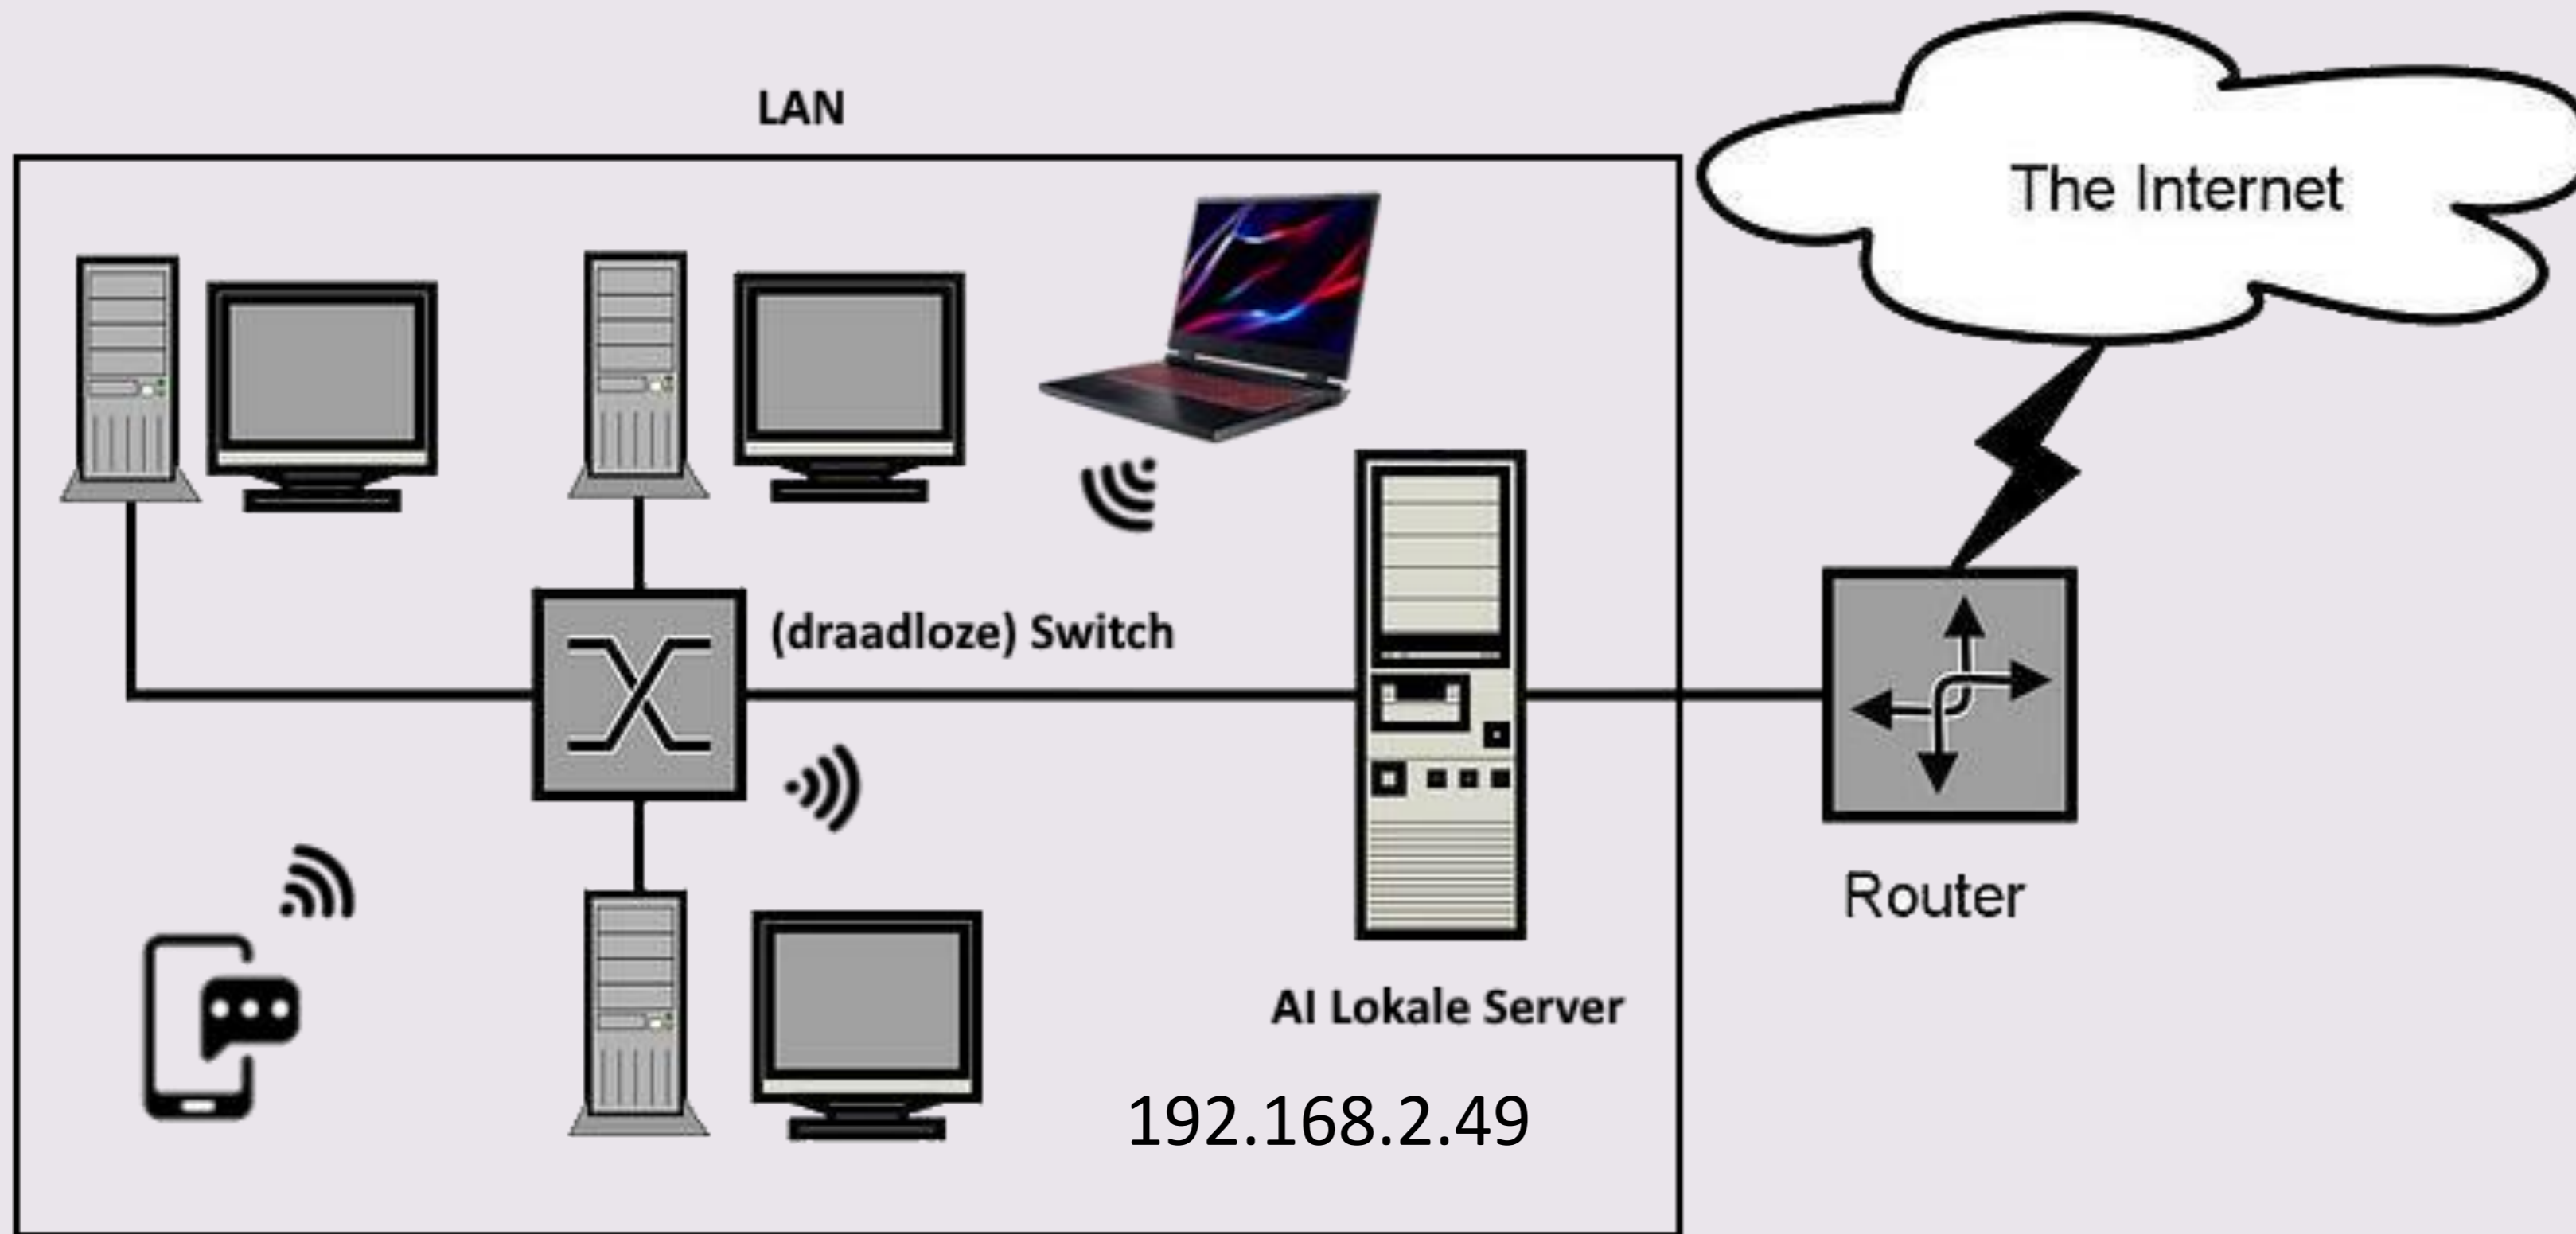 LAN
The Internet
(draadloze) Switch
Router
AI Lokale Server
192.168.2.49